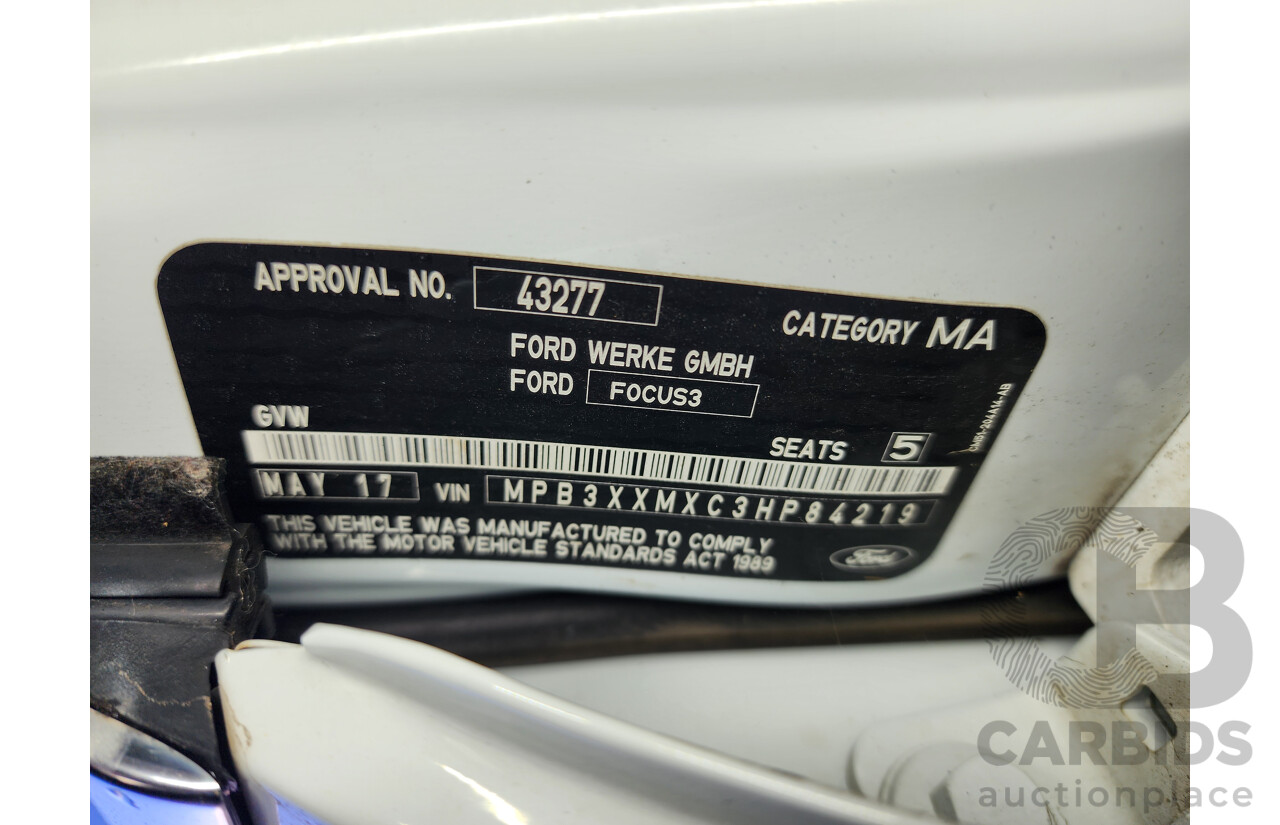 APPROVAL NO. 43277
CATEGORY MA
FORD WERKE GMBH
FORD FOCUS3
GVW
SEATS 5
MAY 17 VIN MPB3XXMXC3HP84219
THIS VEHICLE WAS MANUFACTURED TO COMPLY
WITH THE MOTOR VEHICLE STANDARDS ACT 1989
Ford
CB
CARBIDS
auctionplace